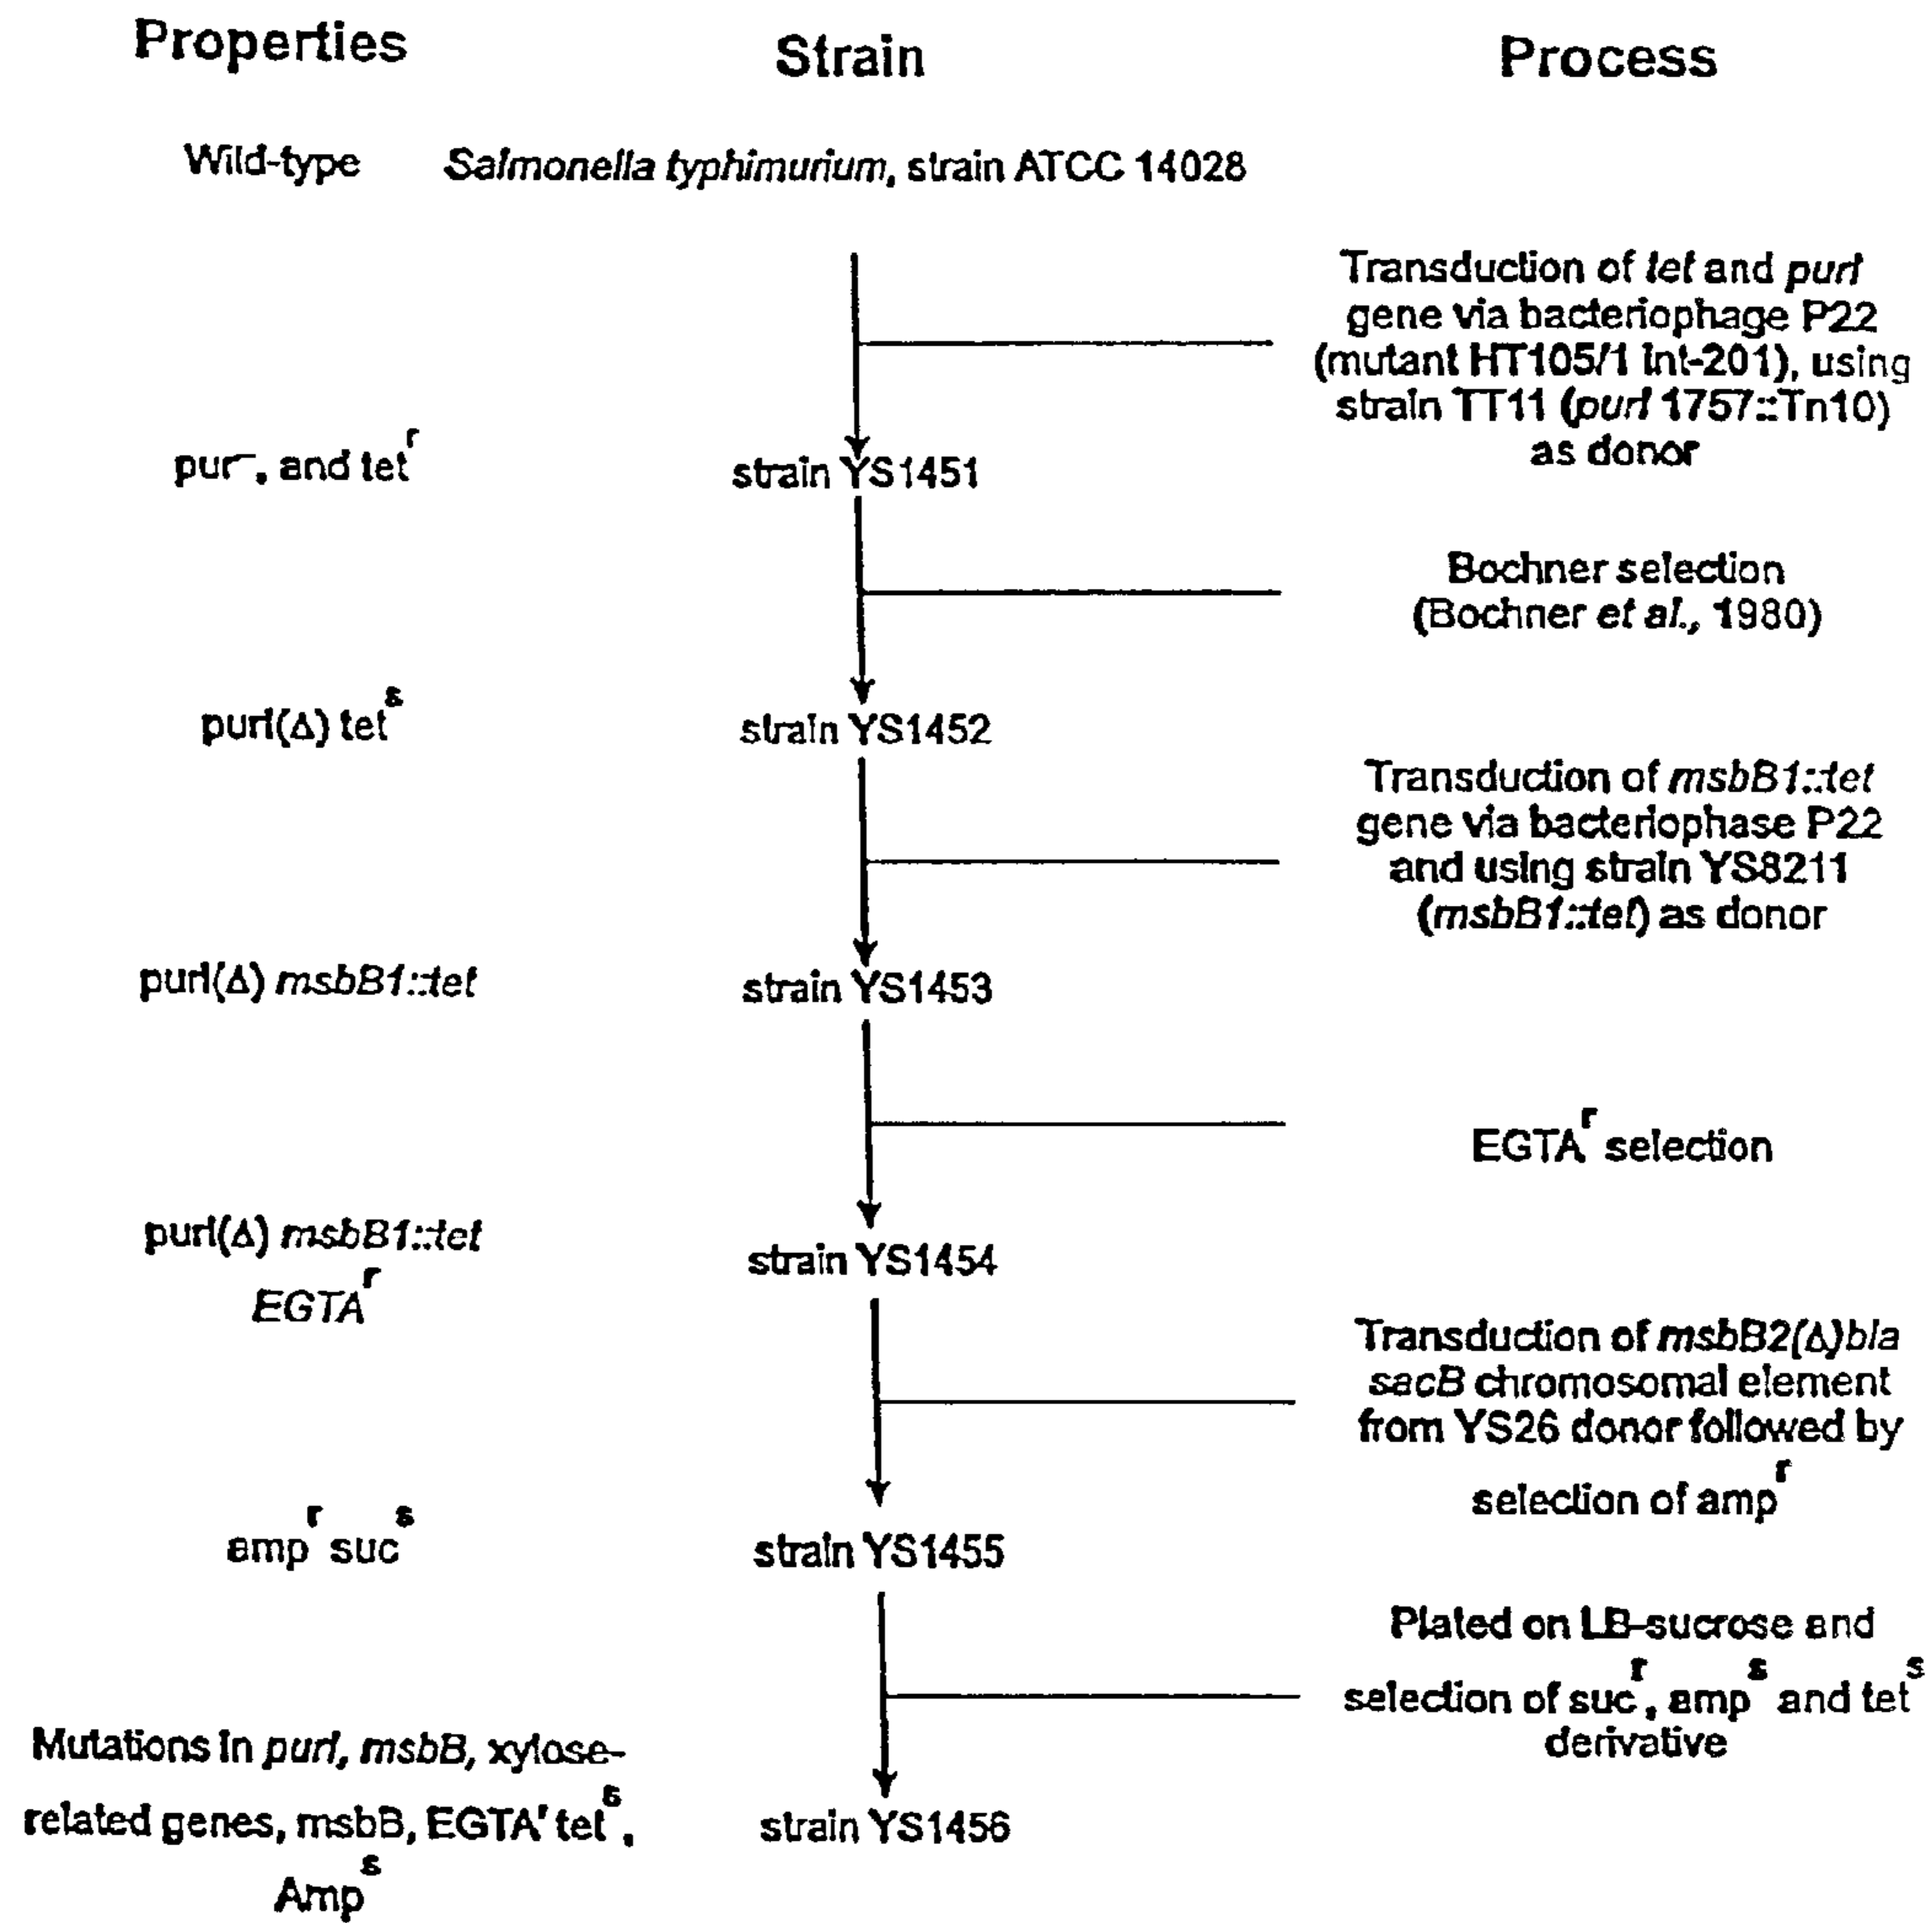 Properties Strain Process
Wild-type Salmonella typhimurium, strain ATCC 14028
Transduction of tet and purI
gene via bacteriophage P22
(mutant HT105/1 int-201), using
strain TT11 (purI 1757::Tn10)
as donor
pur⁻, and tetʳ strain YS1451
Bochner selection
(Bochner et al., 1980)
purI(Δ) tetˢ strain YS1452
Transduction of msbB1::tet
gene via bacteriophase P22
and using strain YS8211
(msbB1::tet) as donor
purI(Δ) msbB1::tet strain YS1453
EGTAʳ selection
purI(Δ) msbB1::tet
EGTAʳ
strain YS1454
Transduction of msbB2(Δ)bla
sacB chromosomal element
from YS26 donor followed by
selection of ampʳ
ampʳ sucˢ strain YS1455
Plated on LB-sucrose and
selection of sucʳ, ampˢ and tetˢ
derivative
Mutations in purI, msbB, xylose-
related genes, msbB, EGTAʳ tetˢ,
Ampˢ
strain YS1456